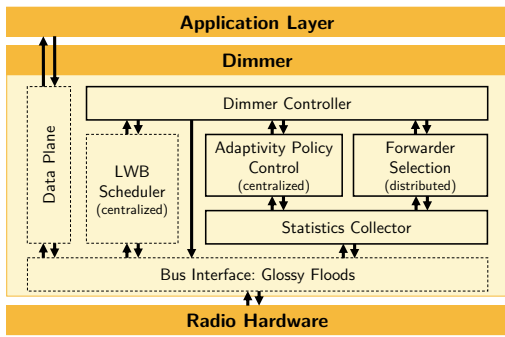 Application Layer
Dimmer
Data Plane
Dimmer Controller
LWB
Scheduler
(centralized)
Adaptivity Policy
Control
(centralized)
Forwarder
Selection
(distributed)
Statistics Collector
Bus Interface: Glossy Floods
Radio Hardware